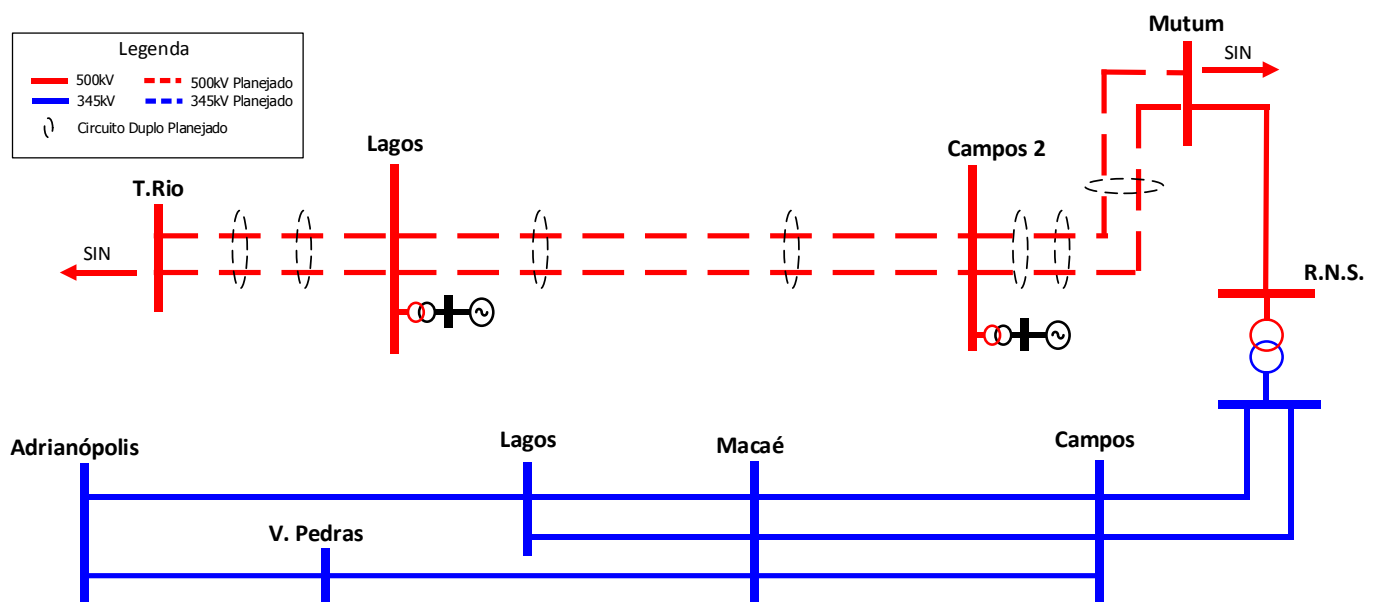 Mutum
SIN
Legenda
500kV
500kV Planejado
345kV
345kV Planejado
Circuito Duplo Planejado
Lagos
Campos 2
T.Rio
SIN
R.N.S.
Adrianópolis
Lagos
Macaé
Campos
V. Pedras